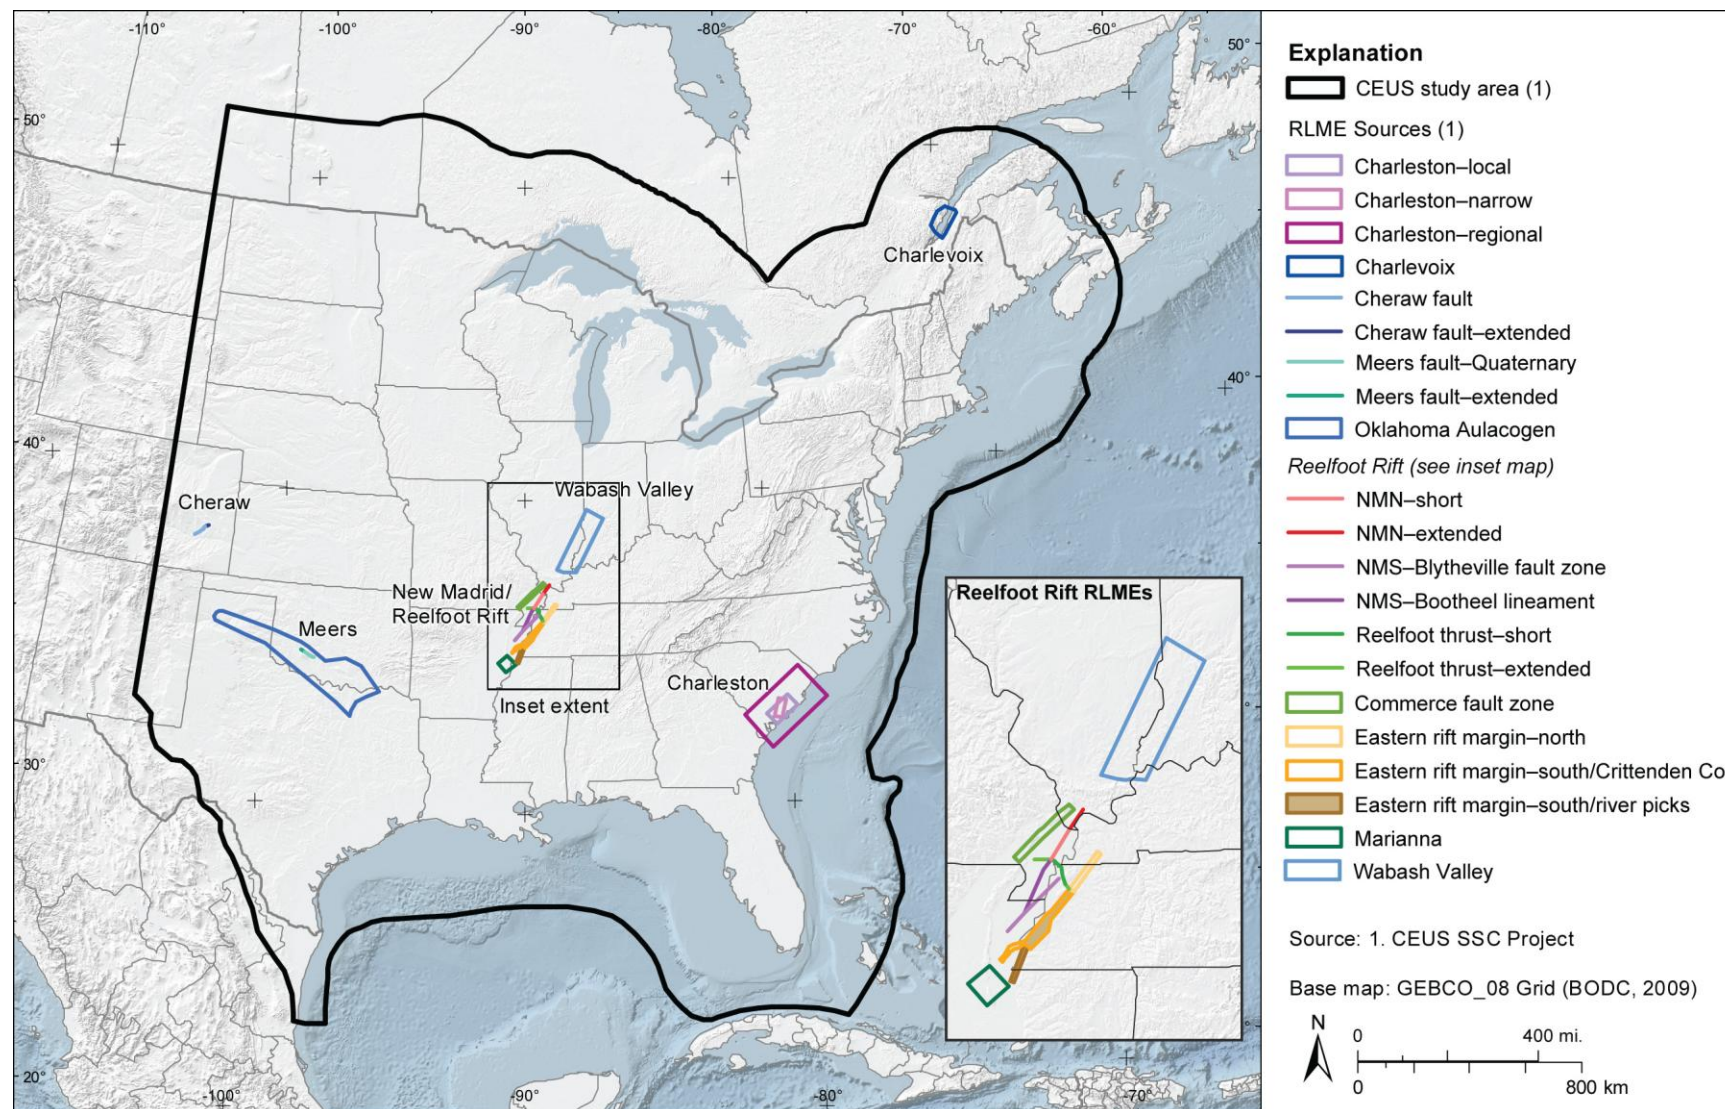 -110°
-100°
-90°
-80°
-70°
-60°
50°
50°
40°
40°
30°
20°
-100°
-90°
-80°
-70°
Charlevoix
Cheraw
Wabash Valley
New Madrid/
Reelfoot Rift
Meers
Charleston
Inset extent
Reelfoot Rift RLMEs
Explanation
CEUS study area (1)
RLME Sources (1)
Charleston–local
Charleston–narrow
Charleston–regional
Charlevoix
Cheraw fault
Cheraw fault–extended
Meers fault–Quaternary
Meers fault–extended
Oklahoma Aulacogen
Reelfoot Rift (see inset map)
NMN–short
NMN–extended
NMS–Blytheville fault zone
NMS–Bootheel lineament
Reelfoot thrust–short
Reelfoot thrust–extended
Commerce fault zone
Eastern rift margin–north
Eastern rift margin–south/Crittenden Co
Eastern rift margin–south/river picks
Marianna
Wabash Valley
Source: 1. CEUS SSC Project
Base map: GEBCO_08 Grid (BODC, 2009)
N
0 400 mi.
0 800 km